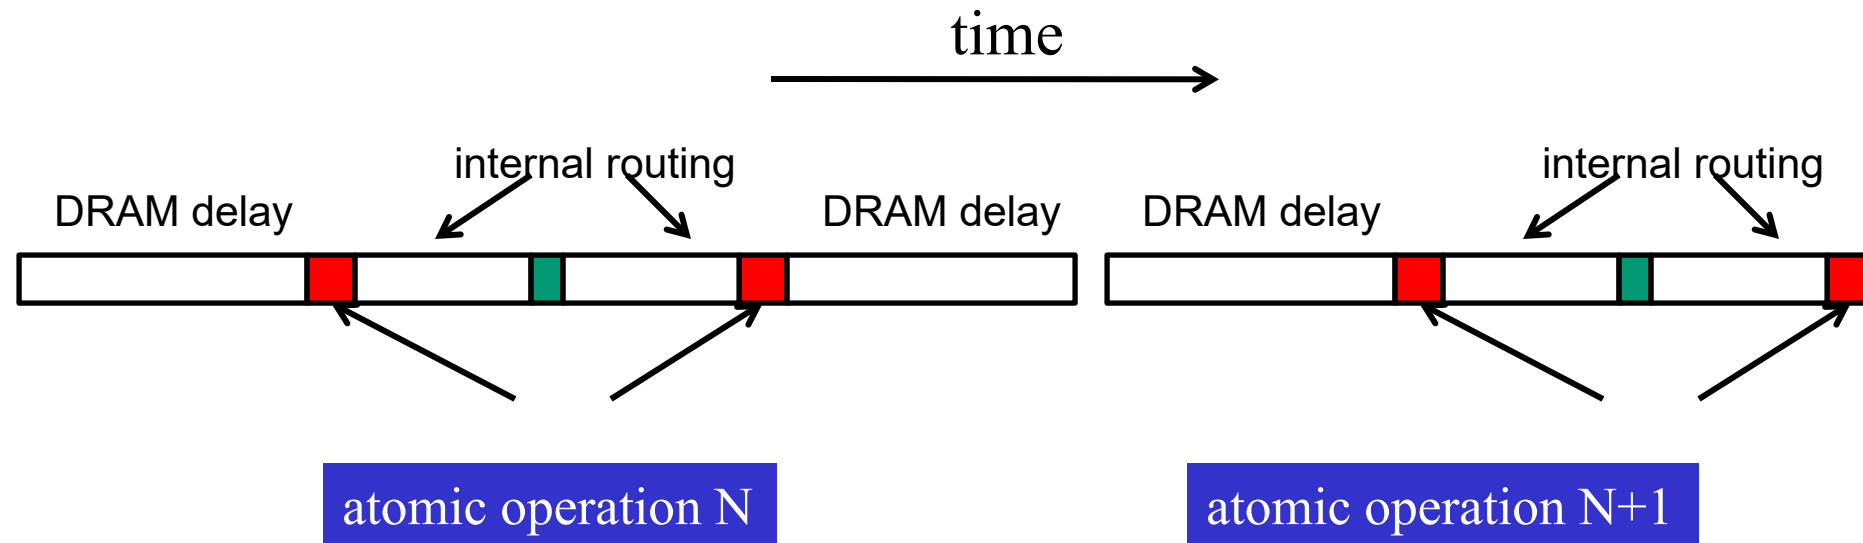 time
internal routing
internal routing
DRAM delay
DRAM delay
DRAM delay
atomic operation N
atomic operation N+1